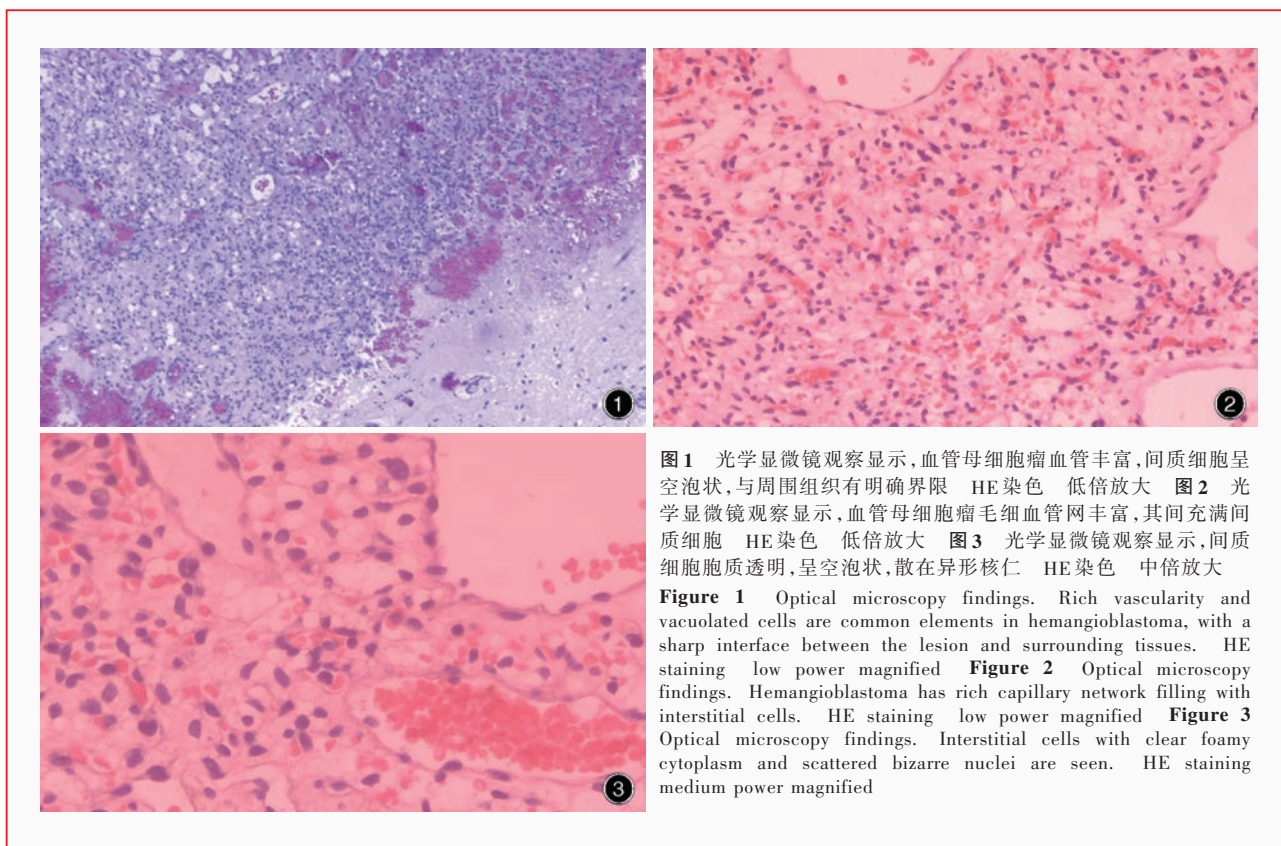 1
2
3
图1 光学显微镜观察显示,血管母细胞瘤血管丰富,间质细胞呈
空泡状,与周围组织有明确界限 HE染色 低倍放大 图2 光
学显微镜观察显示,血管母细胞瘤毛细血管网丰富,其间充满间
质细胞 HE染色 低倍放大 图3 光学显微镜观察显示,间质
细胞胞质透明,呈空泡状,散在异形核仁 HE染色 中倍放大
Figure 1 Optical microscopy findings. Rich vascularity and
vacuolated cells are common elements in hemangioblastoma, with a
sharp interface between the lesion and surrounding tissues. HE
staining low power magnified Figure 2 Optical microscopy
findings. Hemangioblastoma has rich capillary network filling with
interstitial cells. HE staining low power magnified Figure 3
Optical microscopy findings. Interstitial cells with clear foamy
cytoplasm and scattered bizarre nuclei are seen. HE staining
medium power magnified